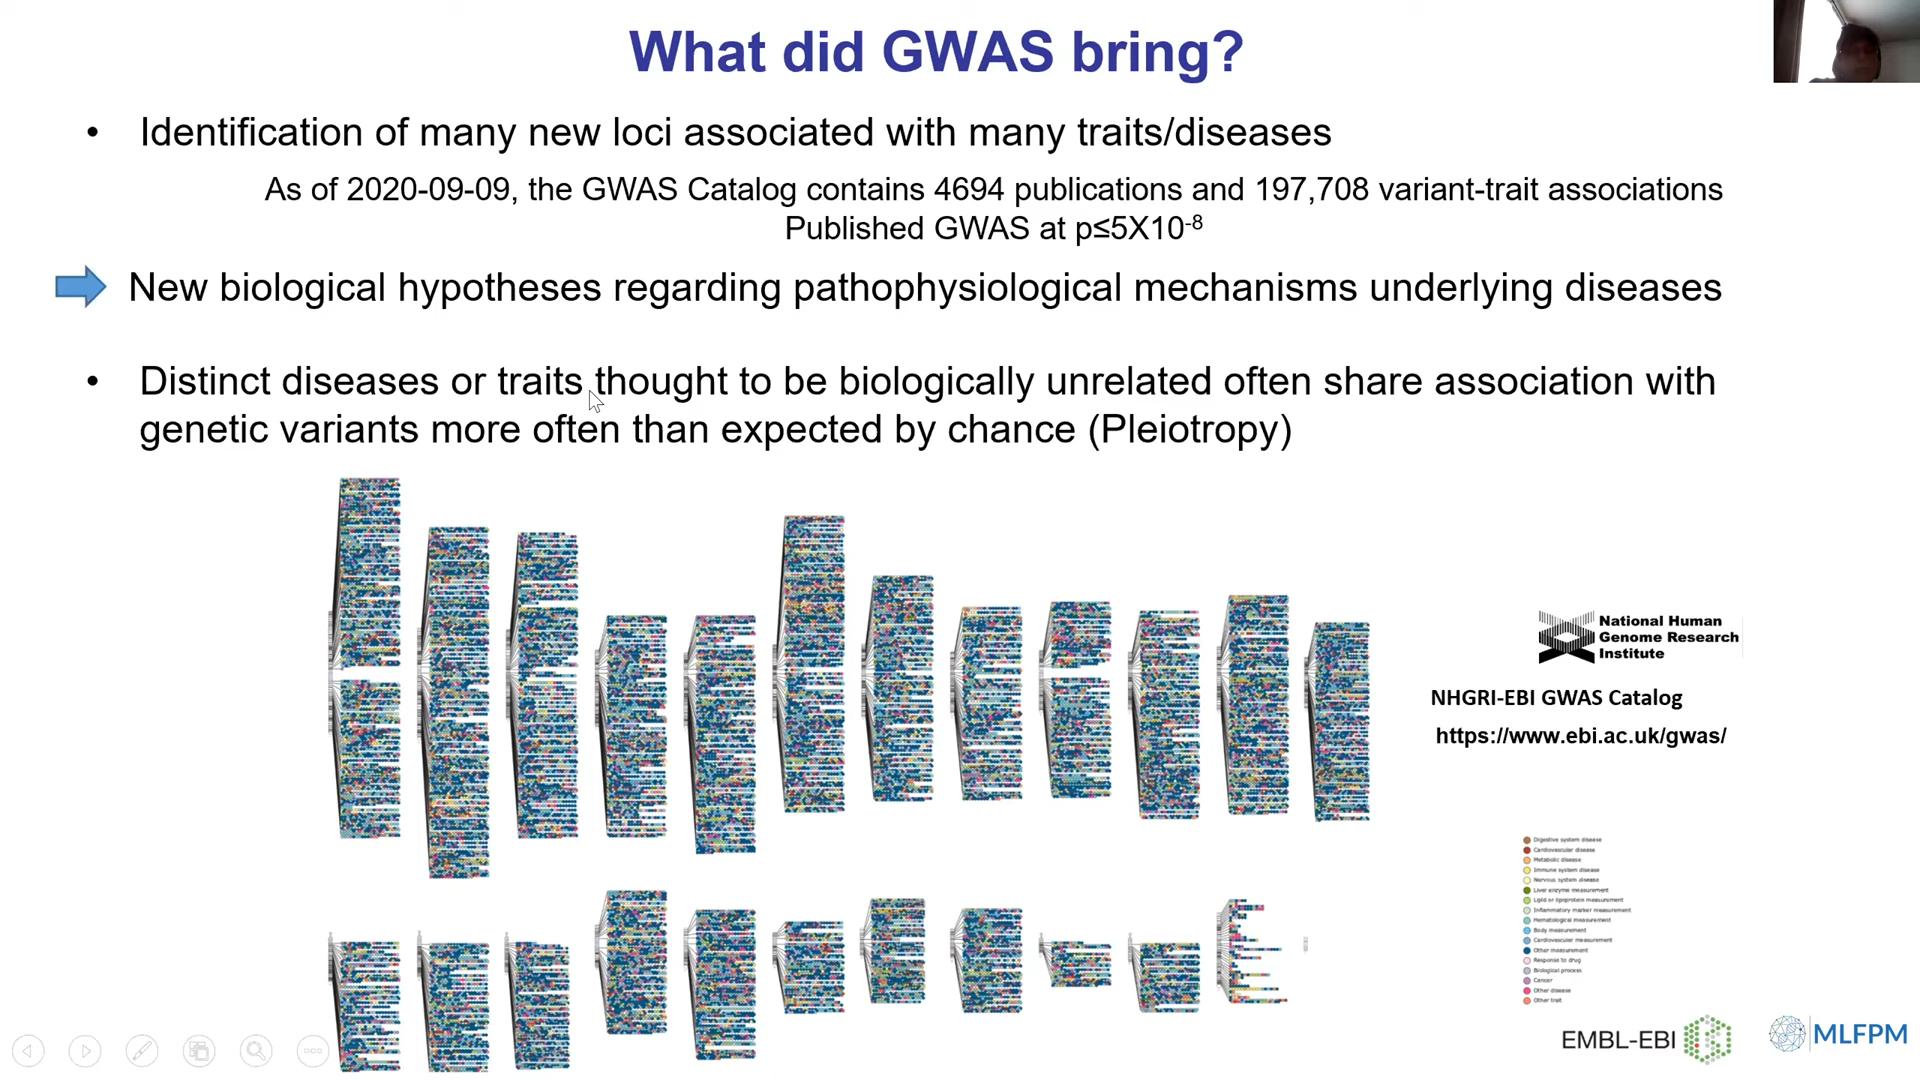 What did GWAS bring?
• Identification of many new loci associated with many traits/diseases
As of 2020-09-09, the GWAS Catalog contains 4694 publications and 197,708 variant-trait associations
Published GWAS at p≤5X10⁻⁸
New biological hypotheses regarding pathophysiological mechanisms underlying diseases
• Distinct diseases or traits thought to be biologically unrelated often share association with
genetic variants more often than expected by chance (Pleiotropy)
National Human
Genome Research
Institute
NHGRI-EBI GWAS Catalog
https://www.ebi.ac.uk/gwas/
Digestive system disease
Cardiovascular disease
Metabolic disease
Immune system disease
Nervous system disease
Liver enzyme measurement
Lipid or lipoprotein measurement
Inflammatory marker measurement
Hematological measurement
Body measurement
Cardiovascular measurement
Other measurement
Response to drug
Biological process
Cancer
Other disease
Other trait
EMBL-EBI
MLFPM